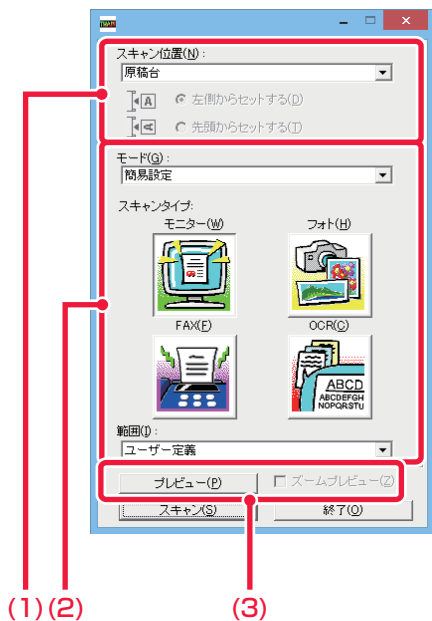 TWAIN
スキャン位置(N):
原稿台
A 左側からセットする(D)
A 先頭からセットする(T)
モード(G):
簡易設定
スキャンタイプ:
モニター(W) フォト(H)
FAX(F) OCR(C)
ABCD
ABCDEFGH
NOPQRSTU
範囲(I):
ユーザー定義
プレビュー(P) ズームプレビュー(Z)
スキャン(S) 終了(O)
(1) (2) (3)